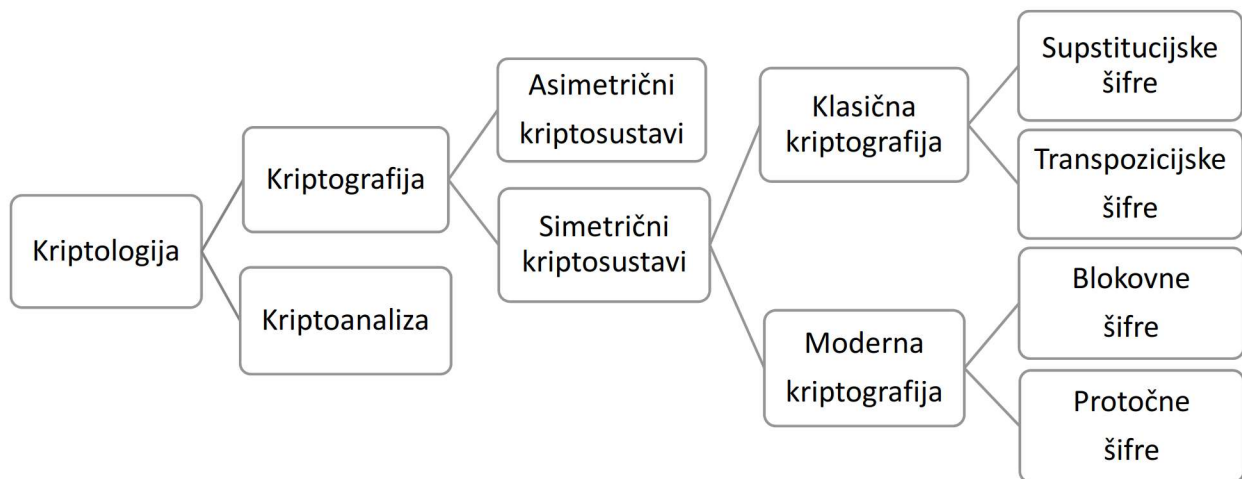 Kriptologija
Kriptografija
Kriptoanaliza
Asimetrični
kriptosustavi
Simetrični
kriptosustavi
Klasična
kriptografija
Moderna
kriptografija
Supstitucijske
šifre
Transpozicijske
šifre
Blokovne
šifre
Protočne
šifre